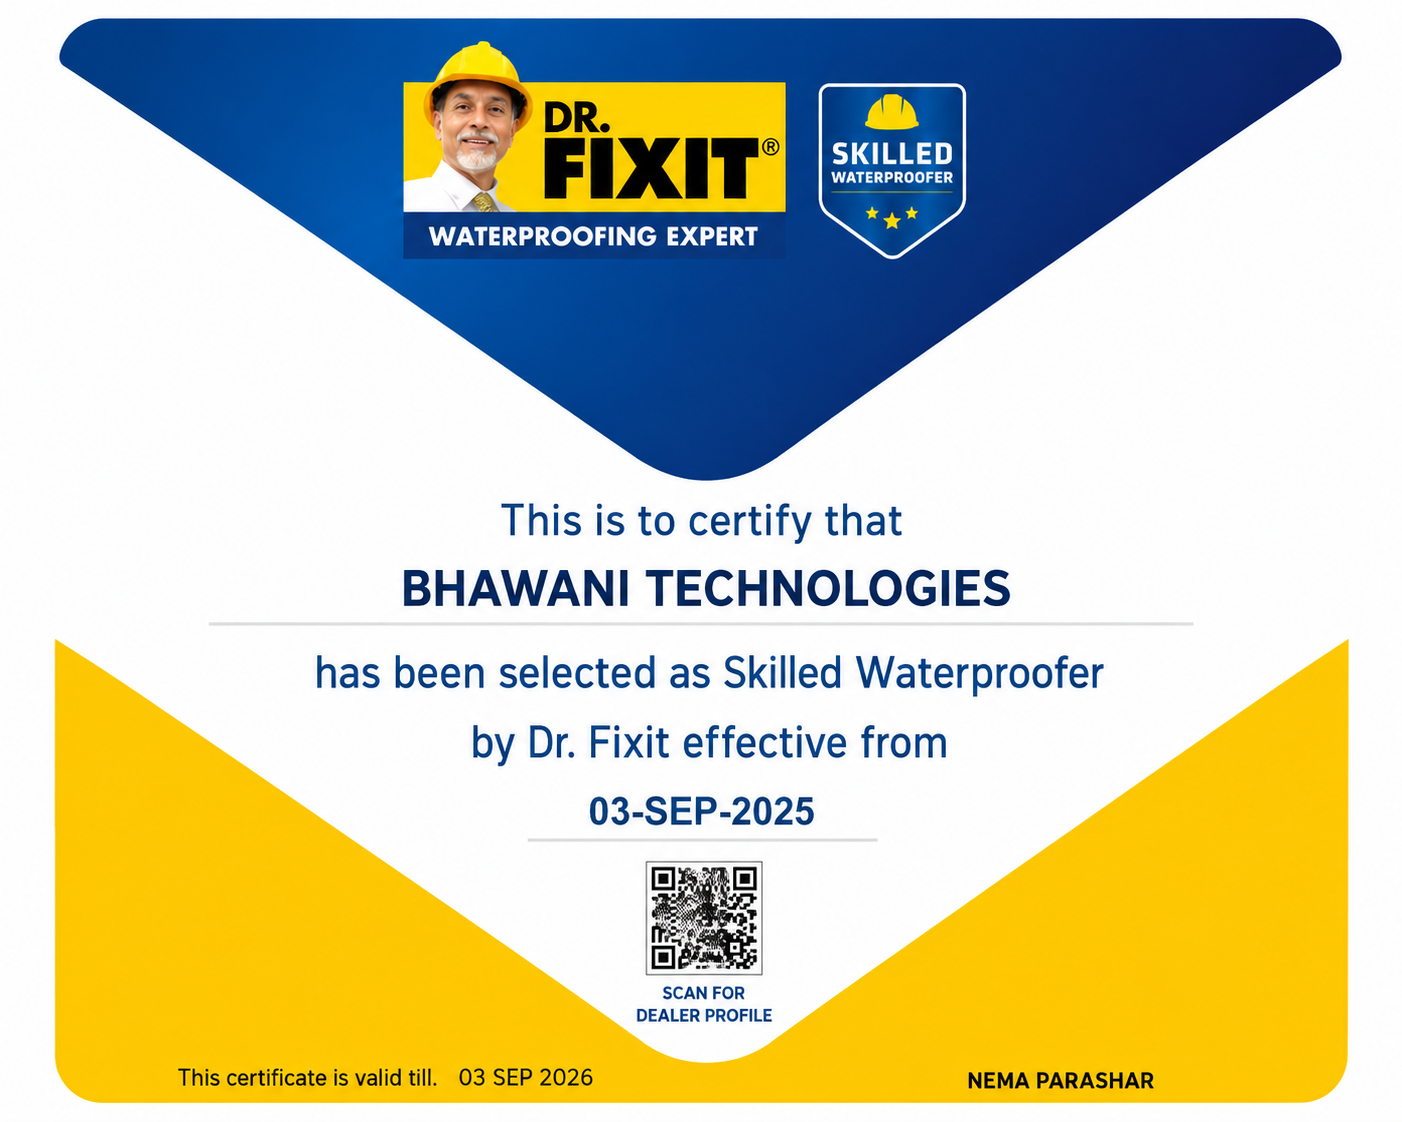 DR.
FIXIT®
WATERPROOFING EXPERT
SKILLED
WATERPROOFER
This is to certify that
BHAWANI TECHNOLOGIES
has been selected as Skilled Waterproofer
by Dr. Fixit effective from
03-SEP-2025
SCAN FOR
DEALER PROFILE
This certificate is valid till. 03 SEP 2026
NEMA PARASHAR